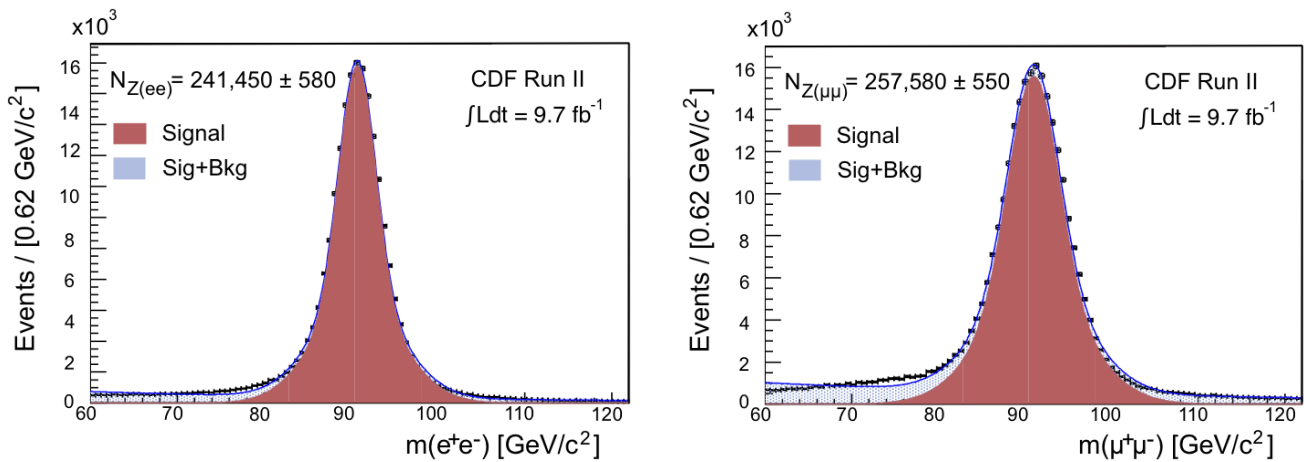 x10³
N_Z(ee)= 241,450 ± 580
CDF Run II
∫Ldt = 9.7 fb⁻¹
Signal
Sig+Bkg
Events / [0.62 GeV/c²]
16
14
12
10
8
6
4
2
0
60 70 80 90 100 110 120
m(e⁺e⁻) [GeV/c²]
x10³
N_Z(μμ)= 257,580 ± 550
CDF Run II
∫Ldt = 9.7 fb⁻¹
Signal
Sig+Bkg
Events / [0.62 GeV/c²]
16
14
12
10
8
6
4
2
0
60 70 80 90 100 110 120
m(μ⁺μ⁻) [GeV/c²]